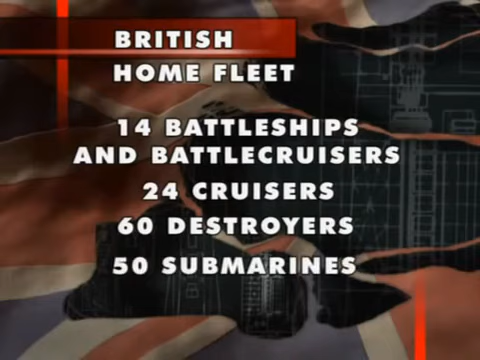 BRITISH
HOME FLEET
14 BATTLESHIPS
AND BATTLECRUISERS
24 CRUISERS
60 DESTROYERS
50 SUBMARINES